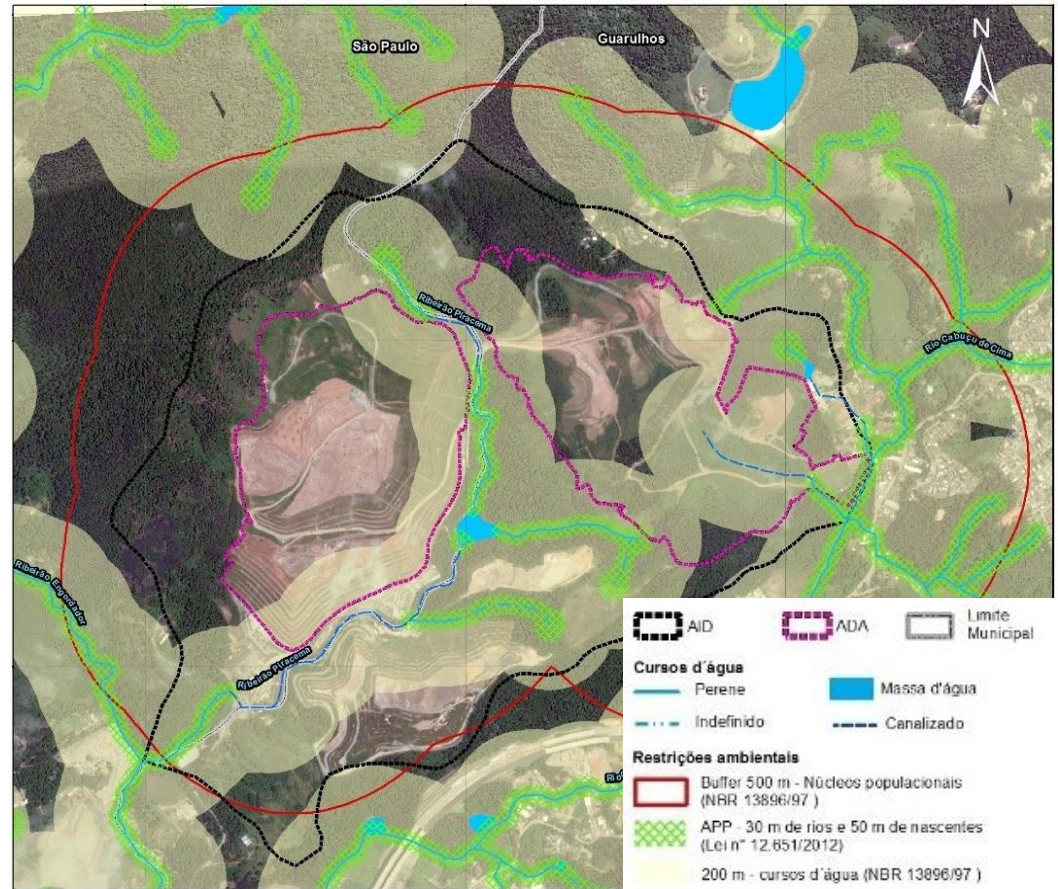 São Paulo
Guarulhos
N
Ribeirão Piracema
Rio Cabuçu de Cima
Ribeirão Engordador
Ribeirão Piracema
AID
ADA
Limite
Municipal
Cursos d´água
Perene
Massa d'água
Indefinido
Canalizado
Restrições ambientais
Buffer 500 m - Núcleos populacionais
(NBR 13896/97 )
APP - 30 m de rios e 50 m de nascentes
(Lei n° 12.651/2012)
200 m - cursos d´água (NBR 13896/97 )